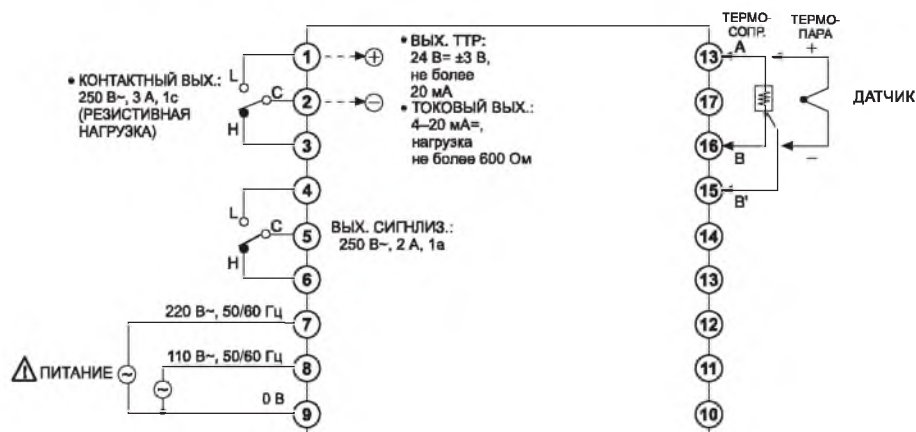 • КОНТАКТНЫЙ ВЫХ.:
250 В~, 3 А, 1с
(РЕЗИСТИВНАЯ
НАГРУЗКА)
L
C
H
1
2
3
+
−
• ВЫХ. ТТР:
24 В= ±3 В,
не более
20 мА
• ТОКОВЫЙ ВЫХ.:
4–20 мА=,
нагрузка
не более 600 Ом
L
C
H
4
5
6
ВЫХ. СИГНЛИЗ.:
250 В~, 2 А, 1а
220 В~, 50/60 Гц
7
110 В~, 50/60 Гц
8
⚠ ПИТАНИЕ
~
~
0 В
9
ТЕРМО-
СОПР.
ТЕРМО-
ПАРА
A
+
13
17
16
B
−
15
B'
14
13
12
11
10
ДАТЧИК